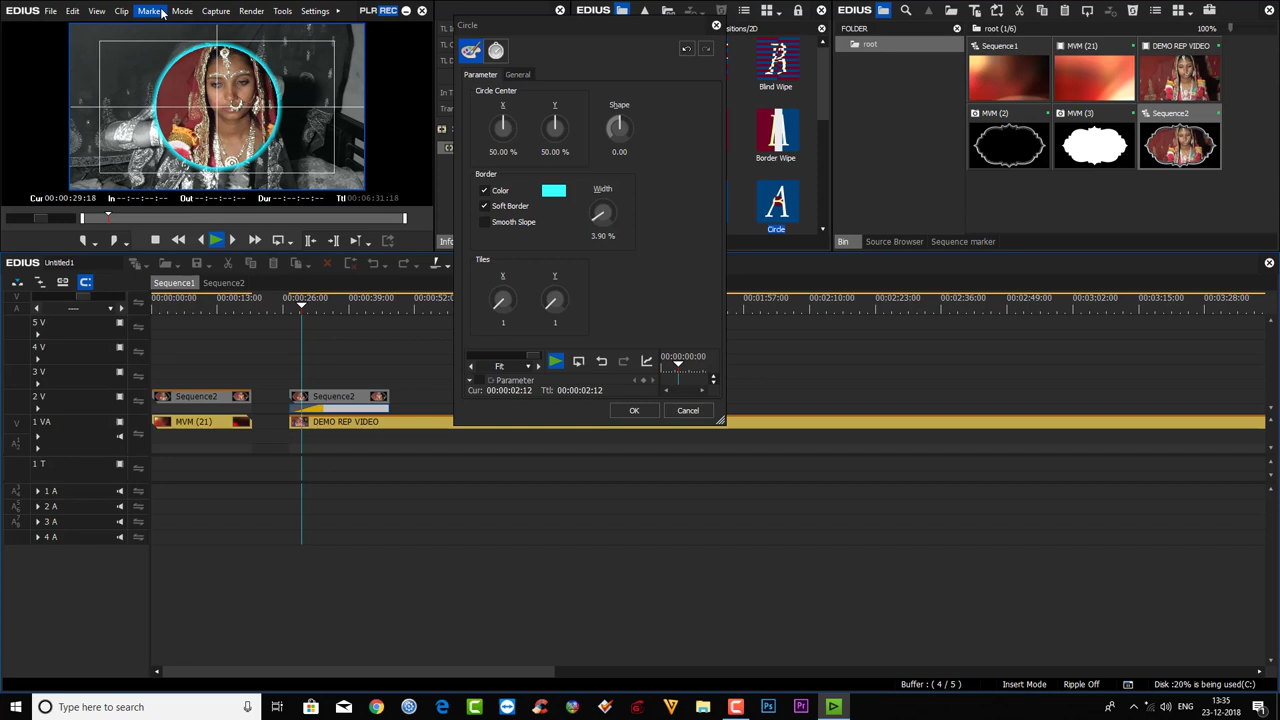 EDIUS File Edit View Clip Marker Mode Capture Render Tools Settings PLR REC
Cur 00:00:29:18 In --:--:--:-- Out --:--:--:-- Dur --:--:--:-- Ttl 00:06:31:18
Circle
Parameter General
Circle Center
X Y Shape
50.00 % 50.00 % 0.00
Border
Color
Soft Border
Smooth Slope
Width
3.90 %
Tiles
X Y
1 1
00:00:00:00
Fit
Parameter
Cur: 00:00:02:12 Ttl: 00:00:02:12
OK Cancel
sitions/2D
Blind Wipe
Border Wipe
Circle
FOLDER
root
root (1/6)
100%
Sequence1 MVM (21) DEMO REP VIDEO
MVM (2) MVM (3) Sequence2
Bin Source Browser Sequence marker
EDIUS Untitled1
Sequence1 Sequence2
00:00:00:00 00:00:13:00 00:00:26:00 00:00:39:00 00:00:52: 00:01:57:00 00:02:10:00 00:02:23:00 00:02:36:00 00:02:49:00 00:03:02:00 00:03:15:00 00:03:28:00
V
A
5 V
4 V
3 V
2 V
Sequence2 Sequence2
V 1 VA
MVM (21) DEMO REP VIDEO
1 T
1 A
2 A
3 A
4 A
Buffer : ( 4 / 5 ) Insert Mode Ripple Off Disk :20% is being used(C:)
Type here to search
13:35
23-12-2018